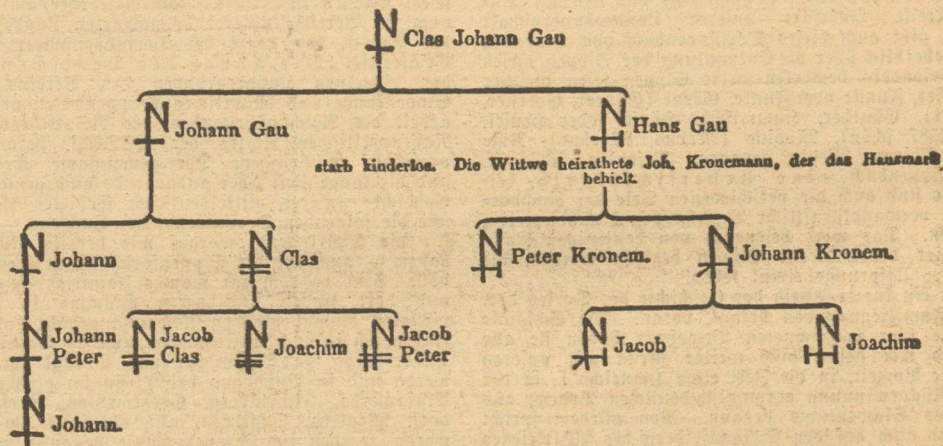 Clas Johann Gau
Johann Gau
Hans Gau
starb kinderlos. Die Wittwe heirathete Joh. Kronemann, der das Hausmark
behielt.
Johann
Clas
Peter Kronem.
Johann Kronem.
Johann
Peter
Jacob
Clas
Joachim
Jacob
Peter
Jacob
Joachim
Johann.